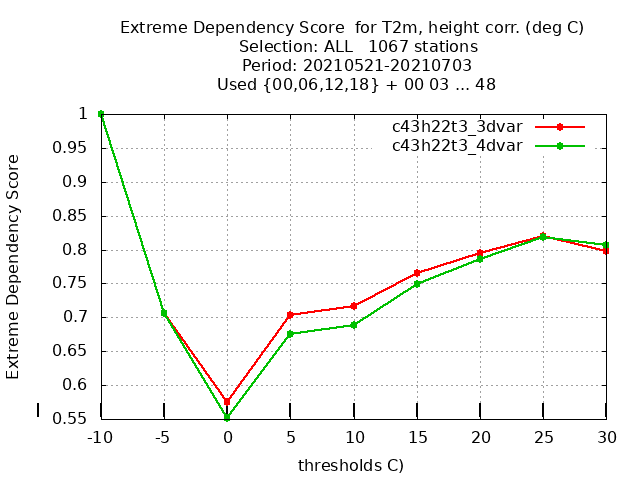 Extreme Dependency Score  for T2m, height corr. (deg C)
Selection: ALL   1067 stations
Period: 20210521-20210703
Used {00,06,12,18} + 00 03 ... 48
c43h22t3_3dvar
c43h22t3_4dvar
Extreme Dependency Score
1
0.95
0.9
0.85
0.8
0.75
0.7
0.65
0.6
0.55
-10 -5 0 5 10 15 20 25 30
thresholds C)